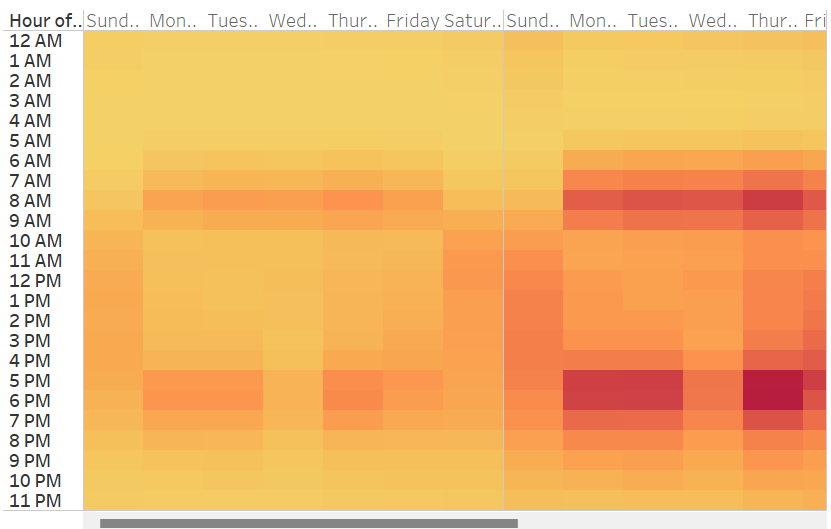 Hour of.. Sund.. Mon.. Tues.. Wed.. Thur.. Friday Satur.. Sund.. Mon.. Tues.. Wed.. Thur.. Fri
12 AM
1 AM
2 AM
3 AM
4 AM
5 AM
6 AM
7 AM
8 AM
9 AM
10 AM
11 AM
12 PM
1 PM
2 PM
3 PM
4 PM
5 PM
6 PM
7 PM
8 PM
9 PM
10 PM
11 PM